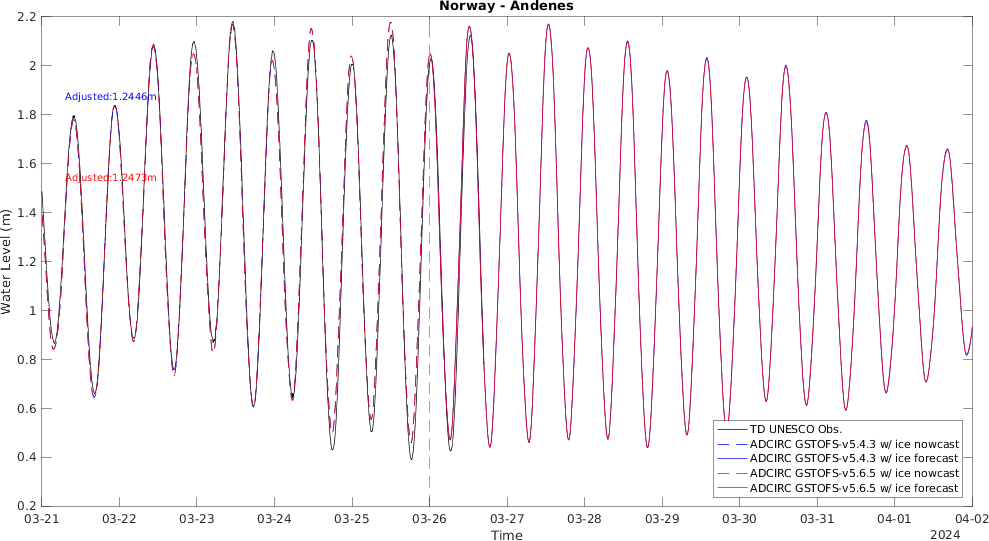 Norway - Andenes
2.2
2
1.8
1.6
1.4
1.2
1
0.8
0.6
0.4
0.2
Water Level (m)
Adjusted:1.2446m
Adjusted:1.2473m
TD UNESCO Obs.
ADCIRC GSTOFS-v5.4.3 w/ ice nowcast
ADCIRC GSTOFS-v5.4.3 w/ ice forecast
ADCIRC GSTOFS-v5.6.5 w/ ice nowcast
ADCIRC GSTOFS-v5.6.5 w/ ice forecast
03-21 03-22 03-23 03-24 03-25 03-26 03-27 03-28 03-29 03-30 03-31 04-01 04-02
Time
2024